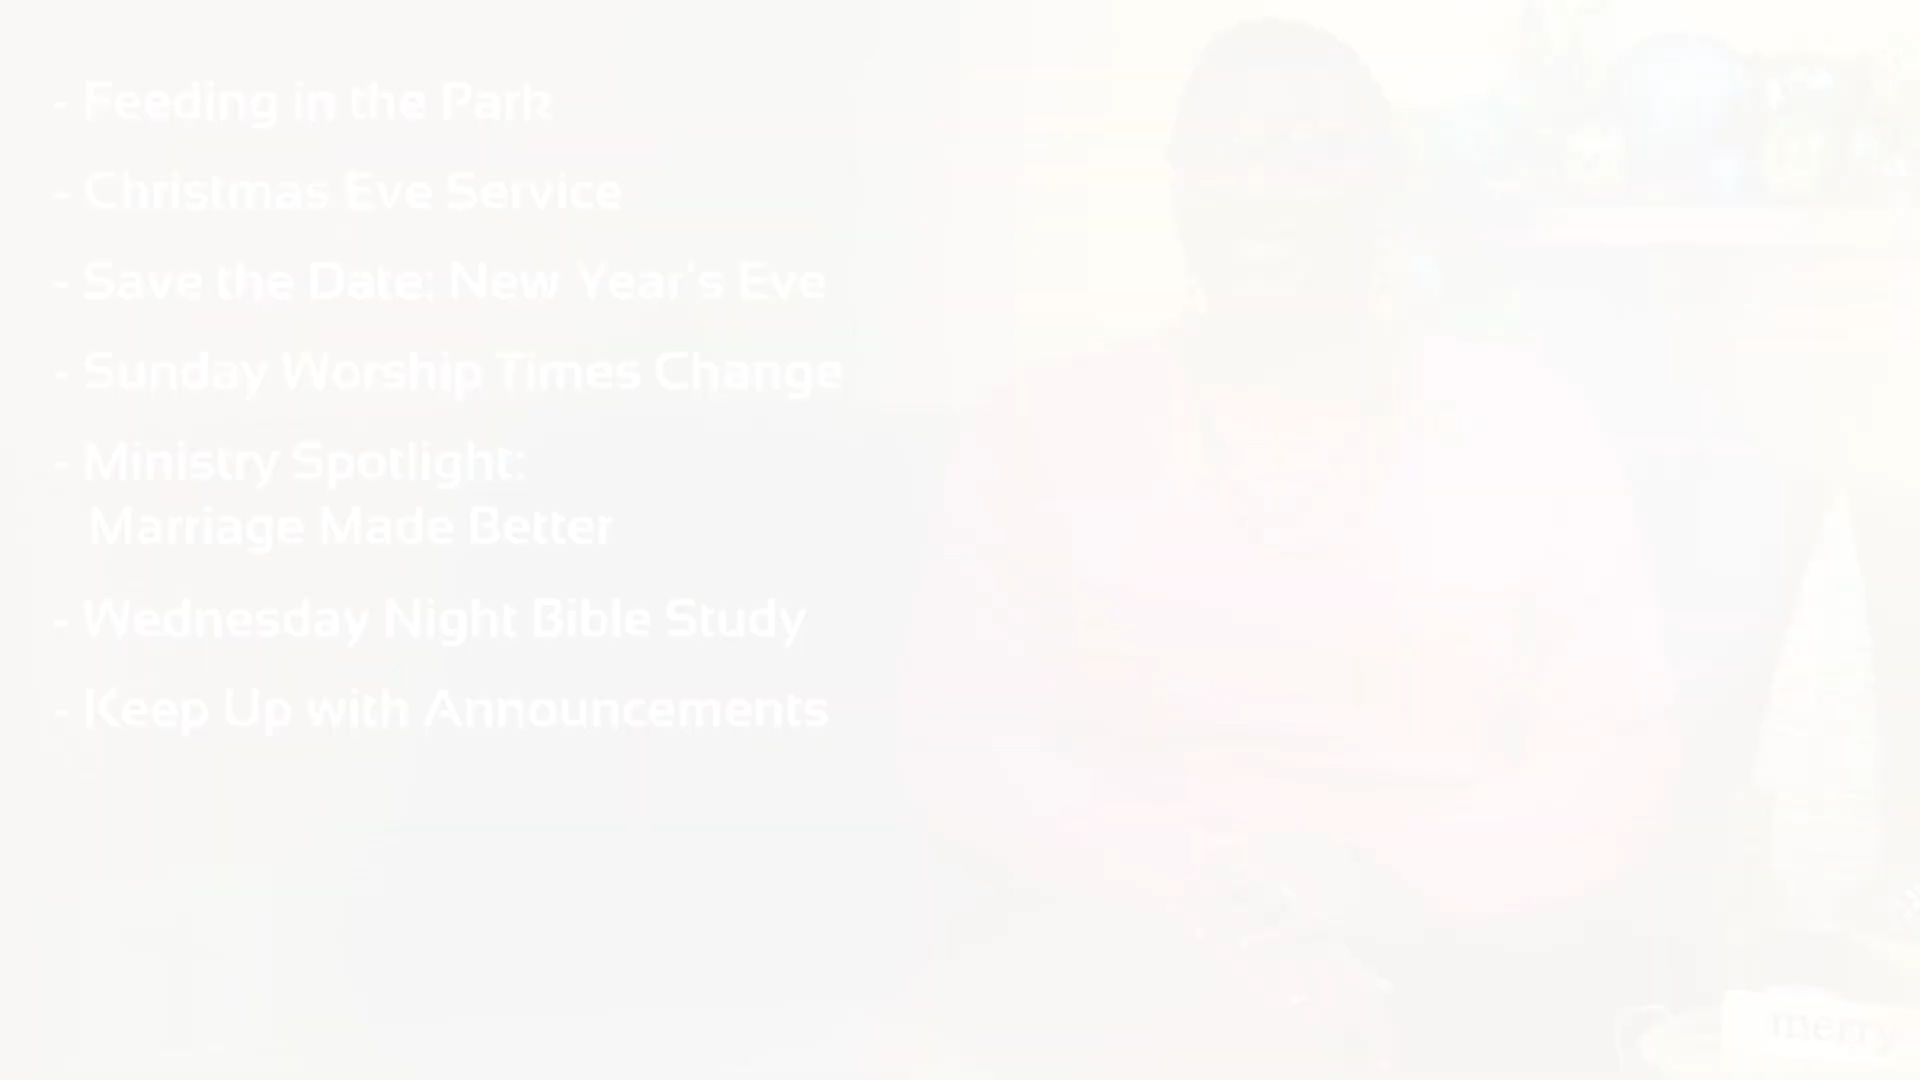 - Feeding in the Park
- Christmas Eve Service
- Save the Date: New Year's Eve
- Sunday Worship Times Change
- Ministry Spotlight:
Marriage Made Better
- Wednesday Night Bible Study
- Keep Up with Announcements
merry